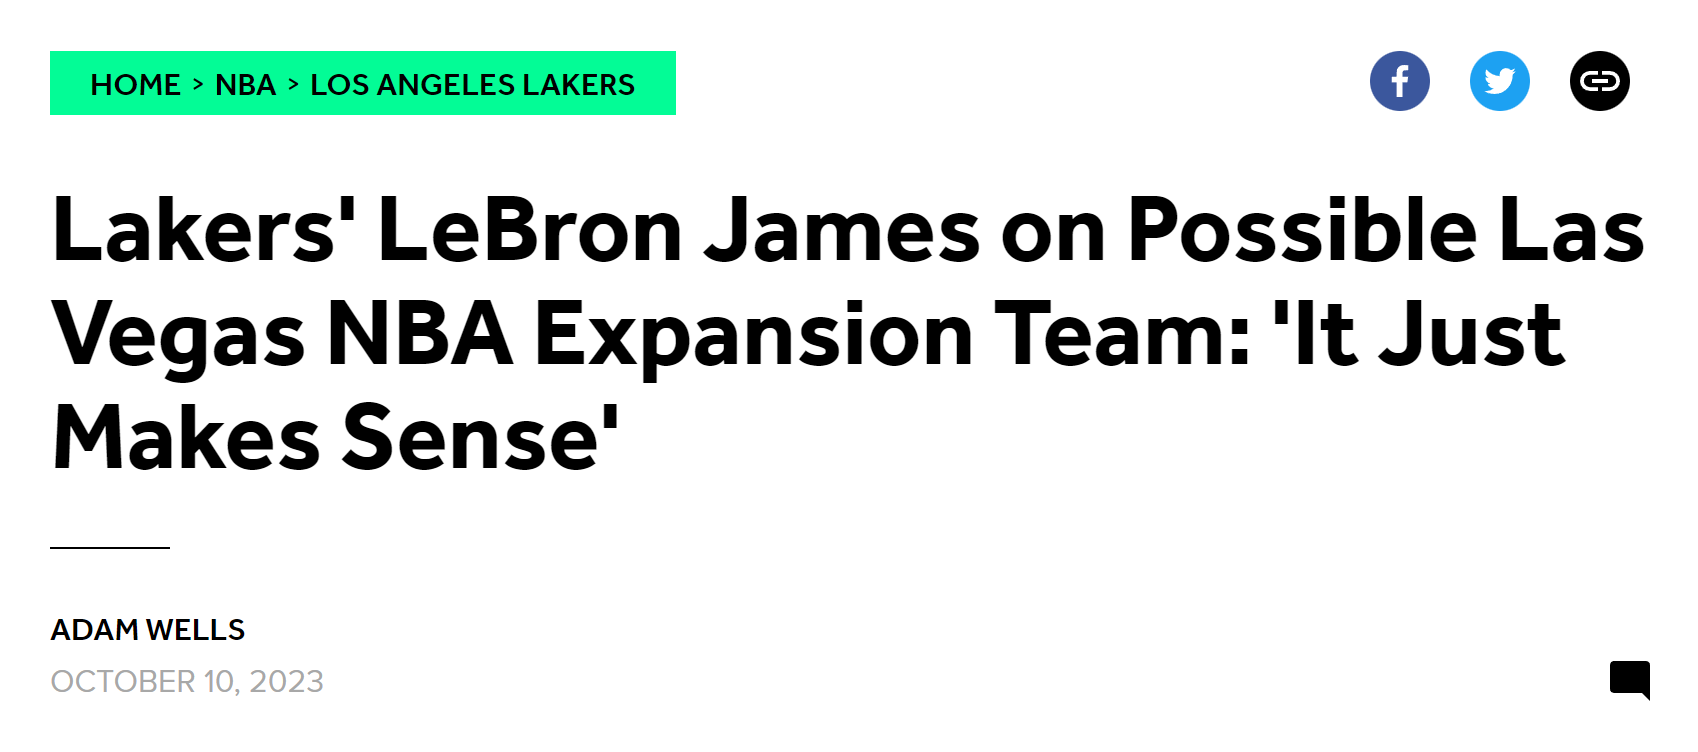 HOME > NBA > LOS ANGELES LAKERS
Lakers' LeBron James on Possible Las
Vegas NBA Expansion Team: 'It Just
Makes Sense'
ADAM WELLS
OCTOBER 10, 2023